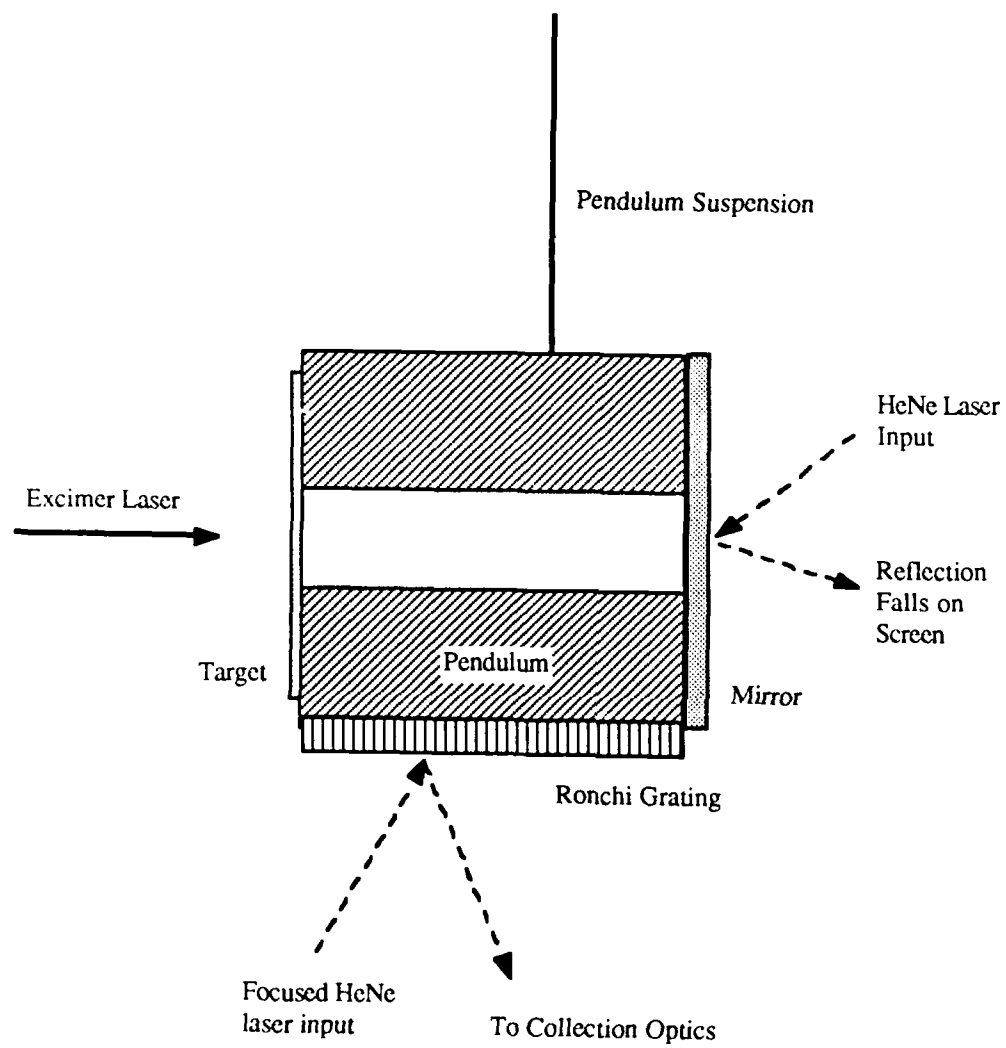 Pendulum Suspension
HeNe Laser
Input
Excimer Laser
Reflection
Falls on
Screen
Pendulum
Target
Mirror
Ronchi Grating
Focused HeNe
laser input
To Collection Optics